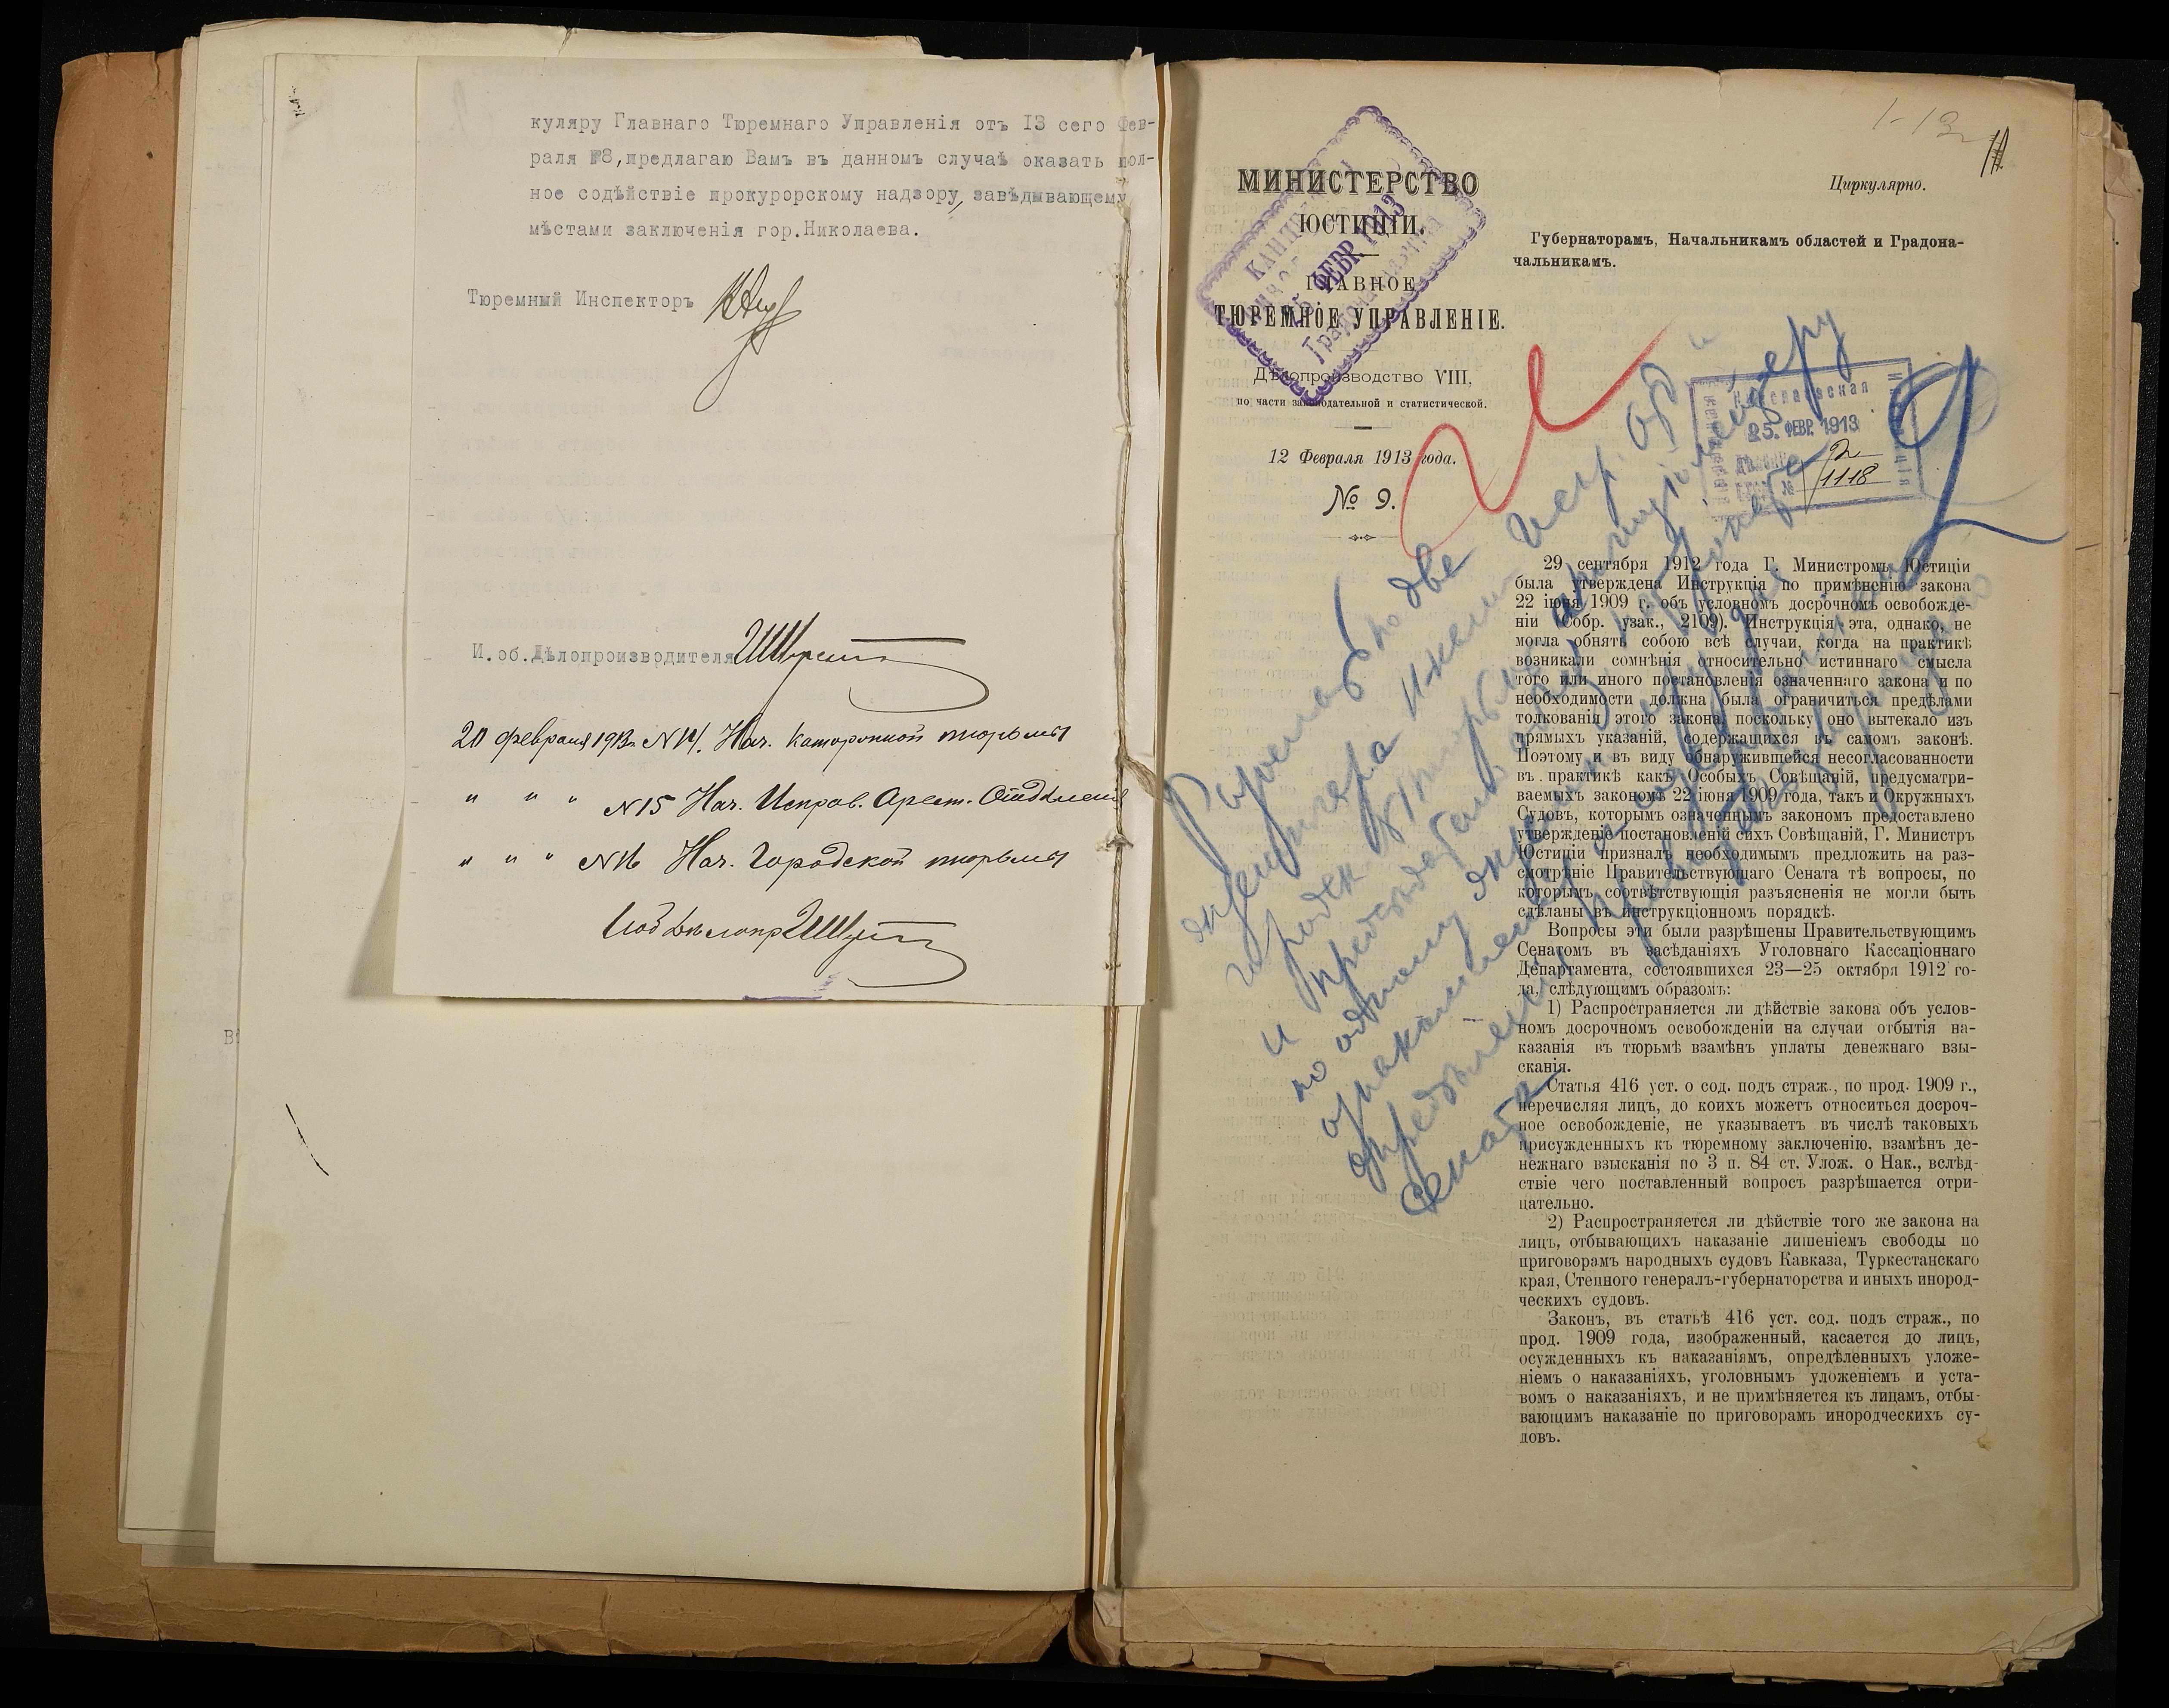 куляру Главнаго Тюремнаго Управленія отъ I3 сего Фев-
раля №8, предлагаю Вамъ въ данномъ случаѣ оказать пол-
ное содѣйствіе прокурорскому надзору, завѣдывающему
мѣстами заключенія гор.Николаева.
Тюремный Инспекторъ
И.об.Дѣлопроизводителя
20 февраля 1913г. N14. Нач. каторжной тюрьмы
" " " N15 Нач. Исправ. Арест. Отдѣленія
" " " N16 Нач. Городской тюрьмы
МИНИСТЕРСТВО
ЮСТИЦІИ.
ГЛАВНОЕ
ТЮРЕМНОЕ УПРАВЛЕНІЕ.
Дѣлопроизводство VIII,
по части законодательной и статистической.
12 Февраля 1913 года.
№ 9.
Циркулярно.
Губернаторамъ, Начальникамъ областей и Градона-
чальникамъ.
25. ФЕВР. 1913
1118
29 сентября 1912 года Г. Министромъ Юстиціи
была утверждена Инструкція по примѣненію закона
22 іюня 1909 г. объ условномъ досрочномъ освобожде-
ніи (Собр. узак., 2109). Инструкція эта, однако, не
могла обнять собою всѣ случаи, когда на практикѣ
возникали сомнѣнія относительно истиннаго смысла
того или иного постановленія означеннаго закона и по
необходимости должна была ограничиться предѣлами
толкованія этого закона, поскольку оно вытекало изъ
прямыхъ указаній, содержащихся въ самомъ законѣ.
Поэтому и въ виду обнаружившейся несогласованности
въ практикѣ какъ Особыхъ Совѣщаній, предусматри-
ваемыхъ закономъ 22 іюня 1909 года, такъ и Окружныхъ
Судовъ, которымъ означеннымъ закономъ предоставлено
утвержденіе постановленій сихъ Совѣщаній, Г. Министръ
Юстиціи призналъ необходимымъ предложить на раз-
смотрѣніе Правительствующаго Сената тѣ вопросы, по
которымъ соотвѣтствующія разъясненія не могли быть
сдѣланы въ инструкціонномъ порядкѣ.
Вопросы эти были разрѣшены Правительствующимъ
Сенатомъ въ засѣданіяхъ Уголовнаго Кассаціоннаго
Департамента, состоявшихся 23—25 октября 1912 го-
да, слѣдующимъ образомъ:
1) Распространяется ли дѣйствіе закона объ услов-
номъ досрочномъ освобожденіи на случаи отбытія на-
казанія въ тюрьмѣ взамѣнъ уплаты денежнаго взы-
сканія.
Статья 416 уст. о сод. подъ страж., по прод. 1909 г.,
перечисляя лицъ, до коихъ можетъ относиться досроч-
ное освобожденіе, не указываетъ въ числѣ таковыхъ
присужденныхъ къ тюремному заключенію, взамѣнъ де-
нежнаго взысканія по 3 п. 84 ст. Улож. о Нак., вслѣд-
ствіе чего поставленный вопросъ разрѣшается отри-
цательно.
2) Распространяется ли дѣйствіе того же закона на
лицъ, отбывающихъ наказаніе лишеніемъ свободы по
приговорамъ народныхъ судовъ Кавказа, Туркестанскаго
края, Степного генералъ-губернаторства и иныхъ инород-
ческихъ судовъ.
Законъ, въ статьѣ 416 уст. сод. подъ страж., по
прод. 1909 года, изображенный, касается до лицъ,
осужденныхъ къ наказаніямъ, опредѣленныхъ уложе-
ніемъ о наказаніяхъ, уголовнымъ уложеніемъ и уста-
вомъ о наказаніяхъ, и не примѣняется къ лицамъ, отбы-
вающимъ наказаніе по приговорамъ инородческихъ су-
довъ.